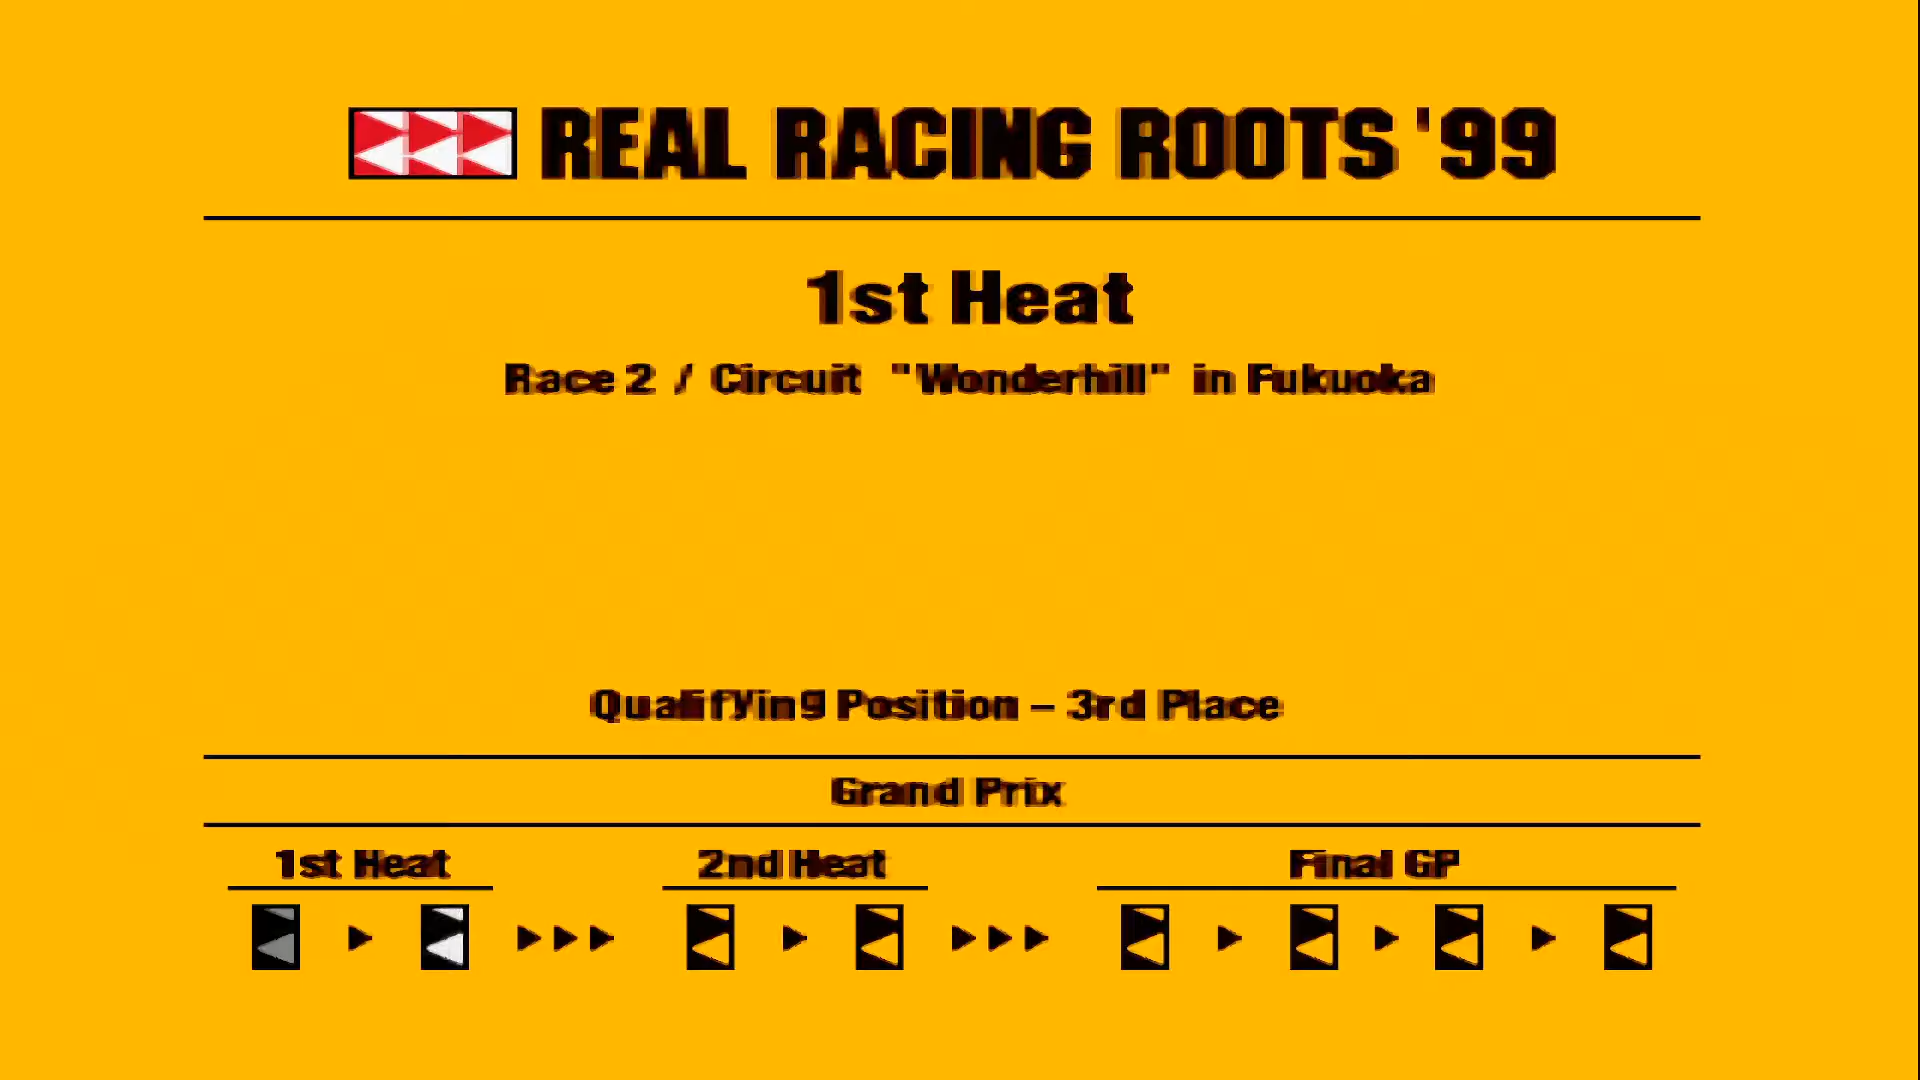 REAL RACING ROOTS '99
1st Heat
Race 2 / Circuit "Wonderhill" in Fukuoka
Qualifying Position – 3rd Place
Grand Prix
1st Heat 2nd Heat Final GP